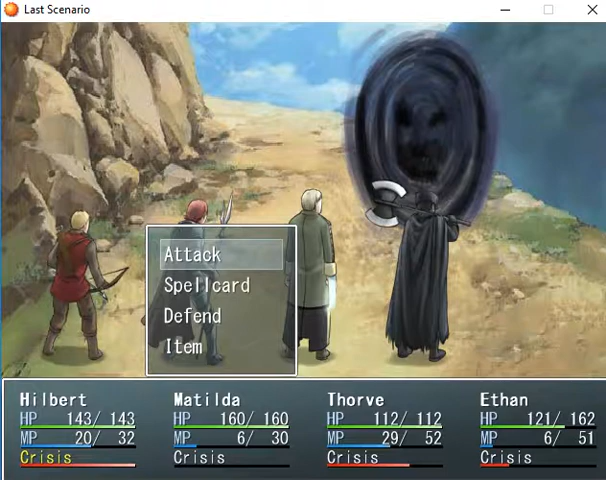 Last Scenario
Attack
Spellcard
Defend
Item
Hilbert Matilda Thorve Ethan
HP 143/ 143 HP 160/ 160 HP 112/ 112 HP 121/ 162
MP 20/ 32 MP 6/ 30 MP 29/ 52 MP 6/ 51
Crisis Crisis Crisis Crisis